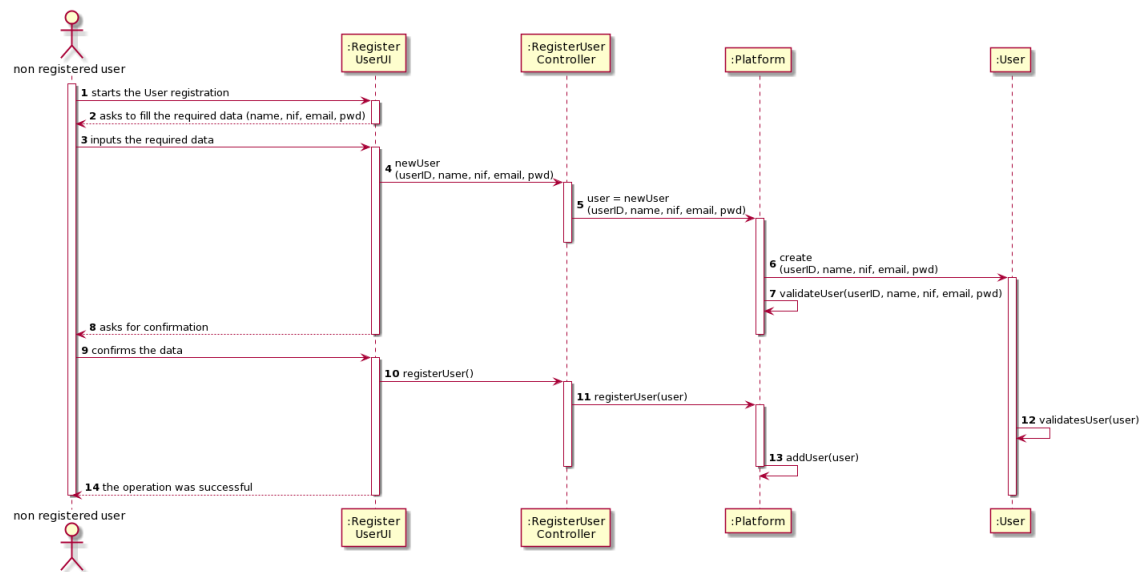 non registered user
:Register
UserUI
:RegisterUser
Controller
:Platform
:User
1 starts the User registration
2 asks to fill the required data (name, nif, email, pwd)
3 inputs the required data
4 newUser
(userID, name, nif, email, pwd)
5 user = newUser
(userID, name, nif, email, pwd)
6 create
(userID, name, nif, email, pwd)
7 validateUser(userID, name, nif, email, pwd)
8 asks for confirmation
9 confirms the data
10 registerUser()
11 registerUser(user)
12 validatesUser(user)
13 addUser(user)
14 the operation was successful
non registered user
:Register
UserUI
:RegisterUser
Controller
:Platform
:User